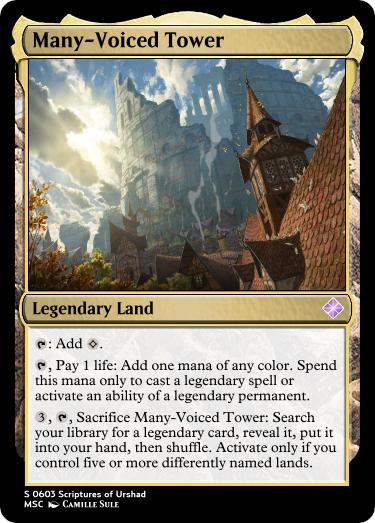 Many-Voiced Tower
Legendary Land
{T}: Add {C}.
{T}, Pay 1 life: Add one mana of any color. Spend
this mana only to cast a legendary spell or
activate an ability of a legendary permanent.
{3}, {T}, Sacrifice Many-Voiced Tower: Search
your library for a legendary card, reveal it, put it
into your hand, then shuffle. Activate only if you
control five or more differently named lands.
S 0603 Scriptures of Urshad
MSC Camille Sule